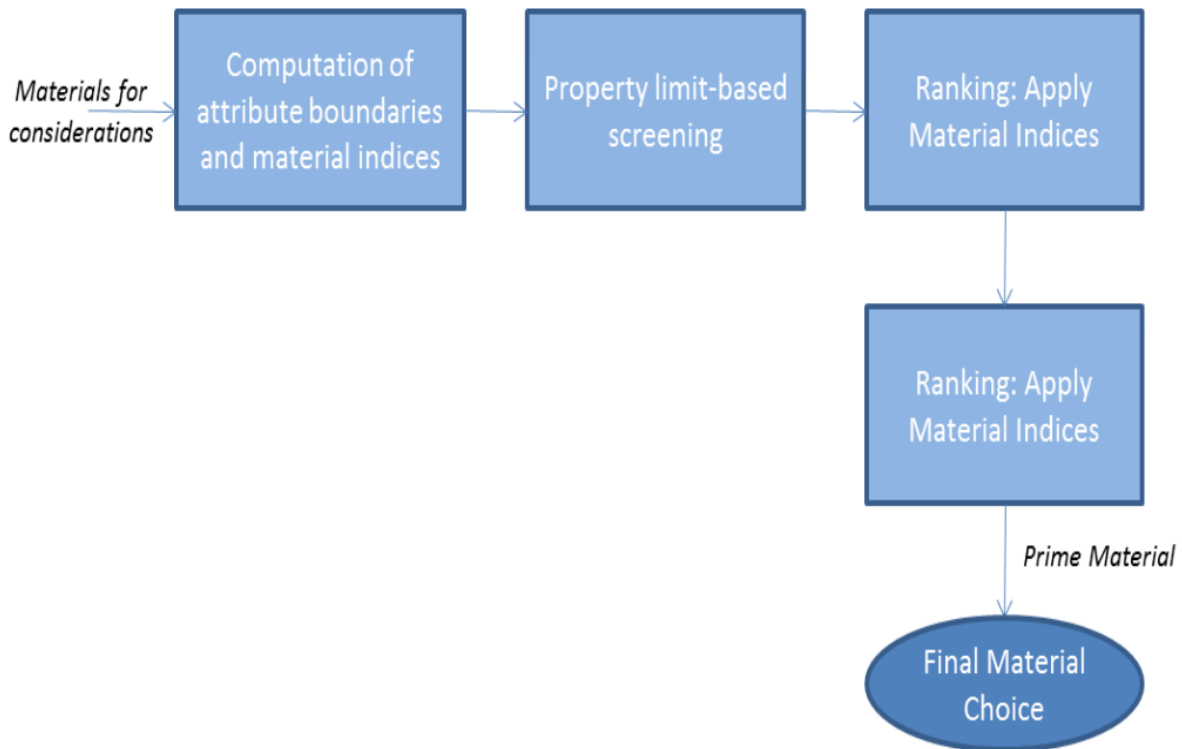 Materials for
considerations
Computation of
attribute boundaries
and material indices
Property limit-based
screening
Ranking: Apply
Material Indices
Ranking: Apply
Material Indices
Prime Material
Final Material
Choice